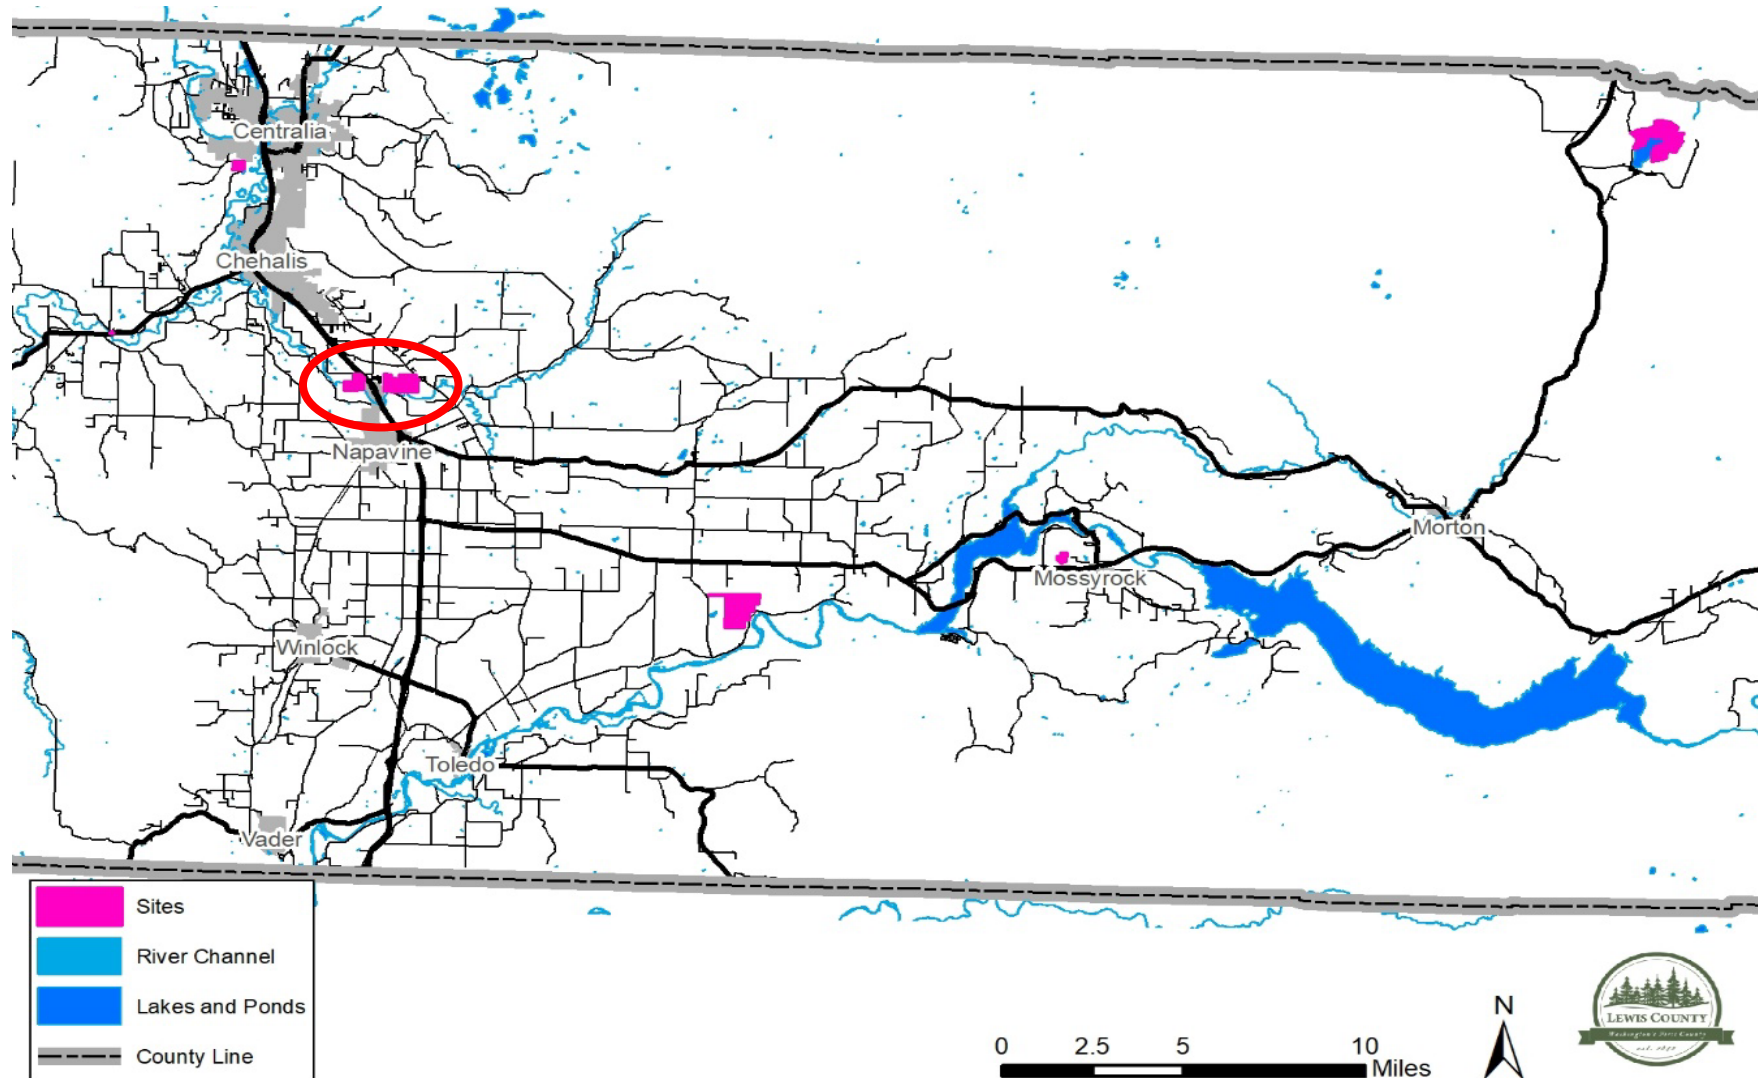 Centralia
Chehalis
Napavine
Morton
Mossyrock
Winlock
Toledo
Vader
Sites
River Channel
Lakes and Ponds
County Line
0 2.5 5 10
Miles
N
LEWIS COUNTY